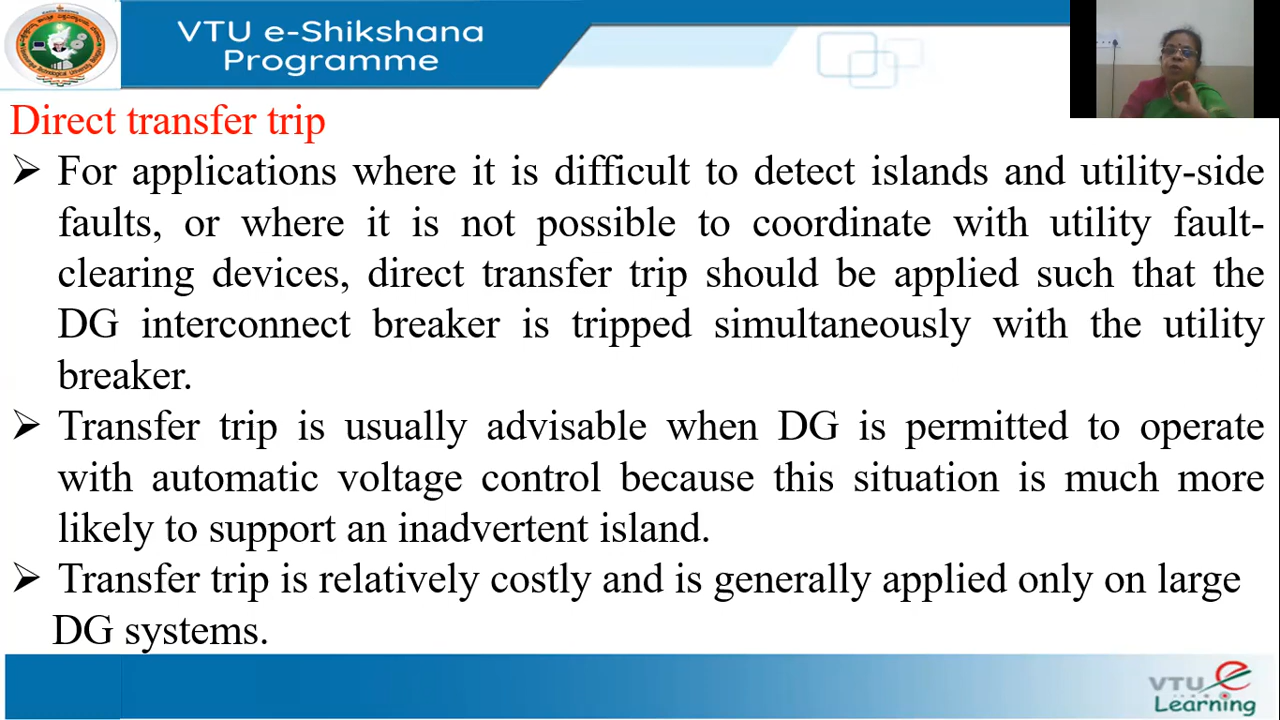 VTU e-Shikshana
Programme
Direct transfer trip
➢ For applications where it is difficult to detect islands and utility-side
faults, or where it is not possible to coordinate with utility fault-
clearing devices, direct transfer trip should be applied such that the
DG interconnect breaker is tripped simultaneously with the utility
breaker.
➢ Transfer trip is usually advisable when DG is permitted to operate
with automatic voltage control because this situation is much more
likely to support an inadvertent island.
➢ Transfer trip is relatively costly and is generally applied only on large
DG systems.
VTU e
Learning